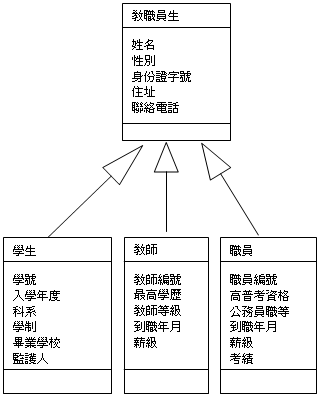 教職員生
姓名
性別
身份證字號
住址
聯絡電話
學生
學號
入學年度
科系
學制
畢業學校
監護人
教師
教師編號
最高學歷
教師等級
到職年月
薪級
職員
職員編號
高普考資格
公務員職等
到職年月
薪級
考績